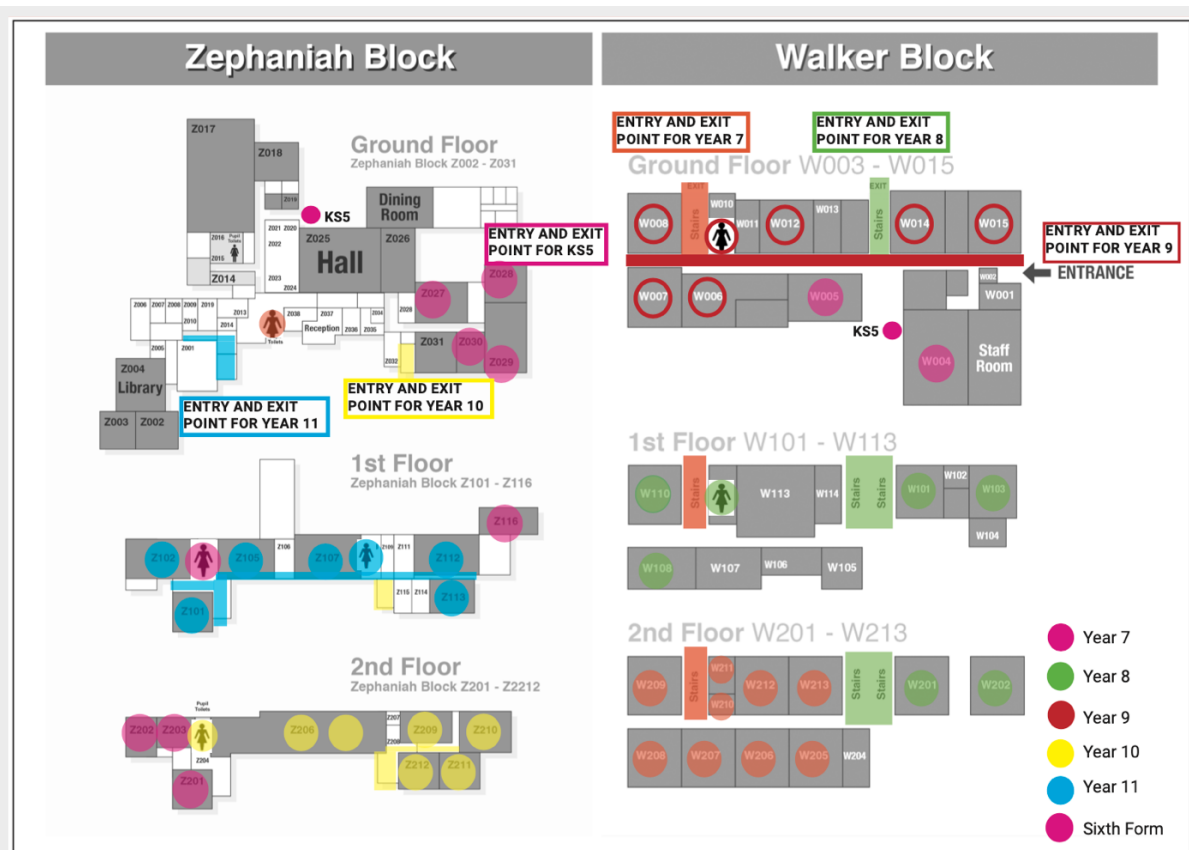 Zephaniah Block
Walker Block
Ground Floor
Zephaniah Block Z002 - Z031
Z017
Z018
Z019
KS5
Dining
Room
Z016
Pupil
Toilets
Z015
Z014
Z021
Z020
Z022
Z023
Z024
Z025
Hall
Z026
ENTRY AND EXIT
POINT FOR KS5
Z028
Z027
Z006
Z007
Z008
Z009
Z019
Z010
Z013
Z014
Toilets
Z038
Z037
Reception
Z036
Z035
Z034
Z028
Z031
Z030
Z029
Z032
Z005
Z001
Z004
Library
Z003
Z002
ENTRY AND EXIT
POINT FOR YEAR 11
ENTRY AND EXIT
POINT FOR YEAR 10
1st Floor
Zephaniah Block Z101 - Z116
Z116
Z102
Z105
Z106
Z107
Z109
Z111
Z112
Z101
Z115
Z114
Z113
2nd Floor
Zephaniah Block Z201 - Z2212
Pupil
Toilets
Z202
Z203
Z204
Z206
Z207
Z208
Z209
Z210
Z201
Z212
Z211
ENTRY AND EXIT
POINT FOR YEAR 7
ENTRY AND EXIT
POINT FOR YEAR 8
Ground Floor W003 - W015
W008
EXIT
Stairs
W010
W011
W012
W013
EXIT
Stairs
W014
W015
ENTRY AND EXIT
POINT FOR YEAR 9
ENTRANCE
W007
W006
W005
W002
W001
KS5
W004
Staff
Room
1st Floor W101 - W113
W110
Stairs
W113
W114
Stairs
Stairs
W101
W102
W103
W104
W108
W107
W106
W105
2nd Floor W201 - W213
W209
Stairs
W211
W210
W212
W213
Stairs
Stairs
W201
W202
W208
W207
W206
W205
W204
Year 7
Year 8
Year 9
Year 10
Year 11
Sixth Form